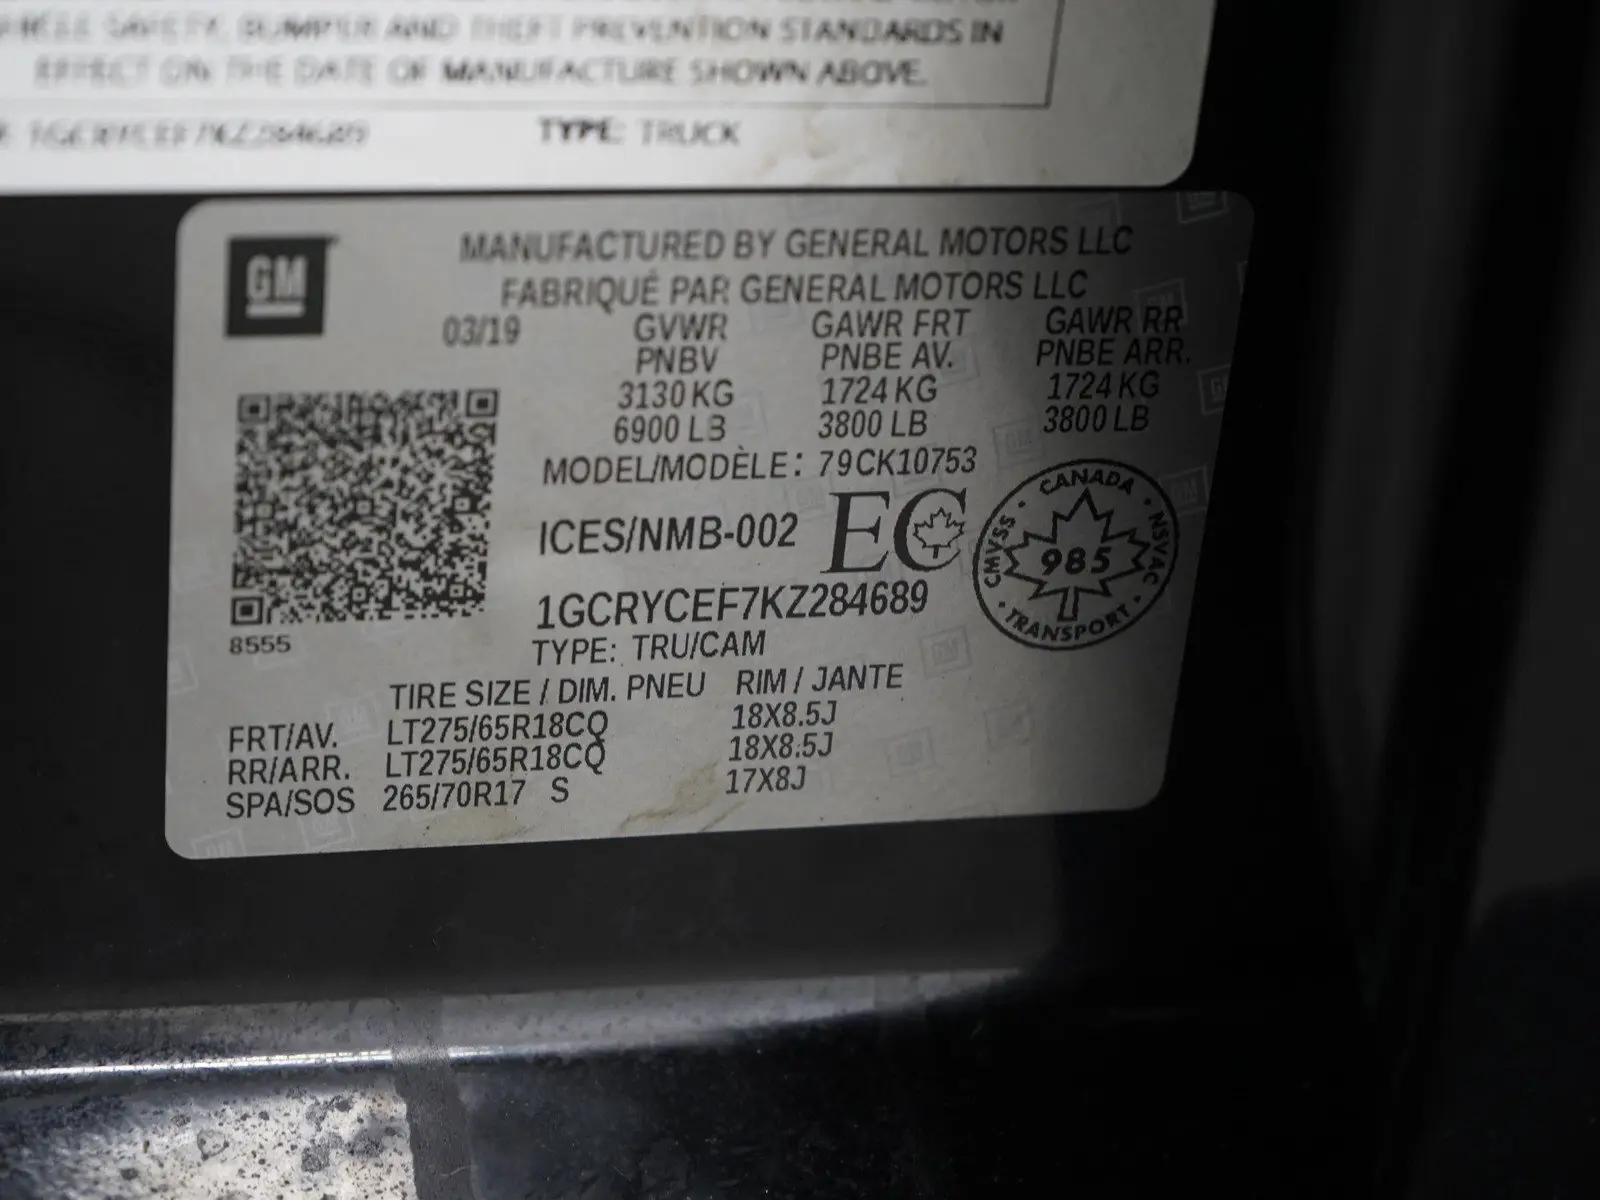 VEHICLE SAFETY, BUMPER AND THEFT PREVENTION STANDARDS IN
EFFECT ON THE DATE OF MANUFACTURE SHOWN ABOVE.
1GCRYCEF7KZ284689 TYPE: TRUCK
GM
MANUFACTURED BY GENERAL MOTORS LLC
FABRIQUÉ PAR GENERAL MOTORS LLC
03/19 GVWR GAWR FRT GAWR RR
PNBV PNBE AV. PNBE ARR.
3130 KG 1724 KG 1724 KG
6900 LB 3800 LB 3800 LB
MODEL/MODÈLE: 79CK10753
ICES/NMB-002 EC
CANADA
CMVSS 985 NSVAC
TRANSPORT
1GCRYCEF7KZ284689
8555
TYPE: TRU/CAM
TIRE SIZE / DIM. PNEU RIM / JANTE
FRT/AV. LT275/65R18CQ 18X8.5J
RR/ARR. LT275/65R18CQ 18X8.5J
SPA/SOS 265/70R17 S 17X8J